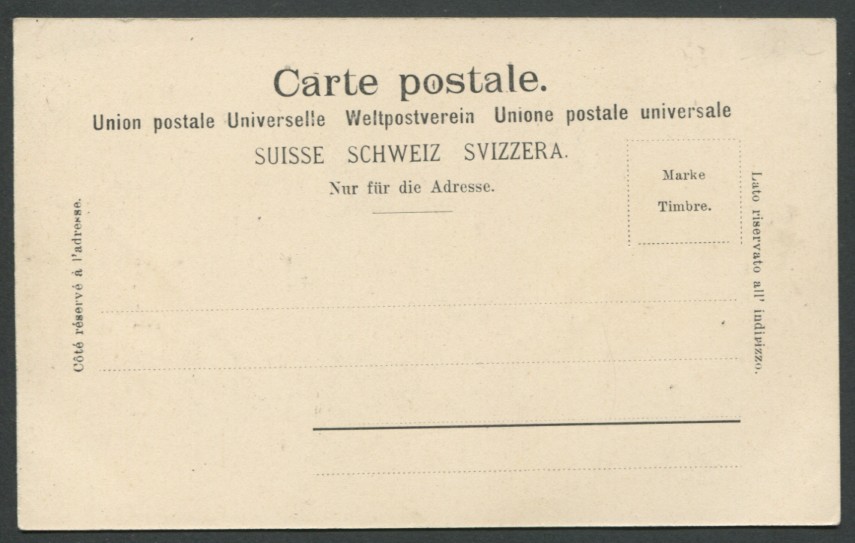 Carte postale.
Union postale Universelle Weltpostverein Unione postale universale
SUISSE SCHWEIZ SVIZZERA.
Nur für die Adresse.
Marke
Timbre.
Côté réservé à l'adresse.
Lato riservato all' indirizzo.